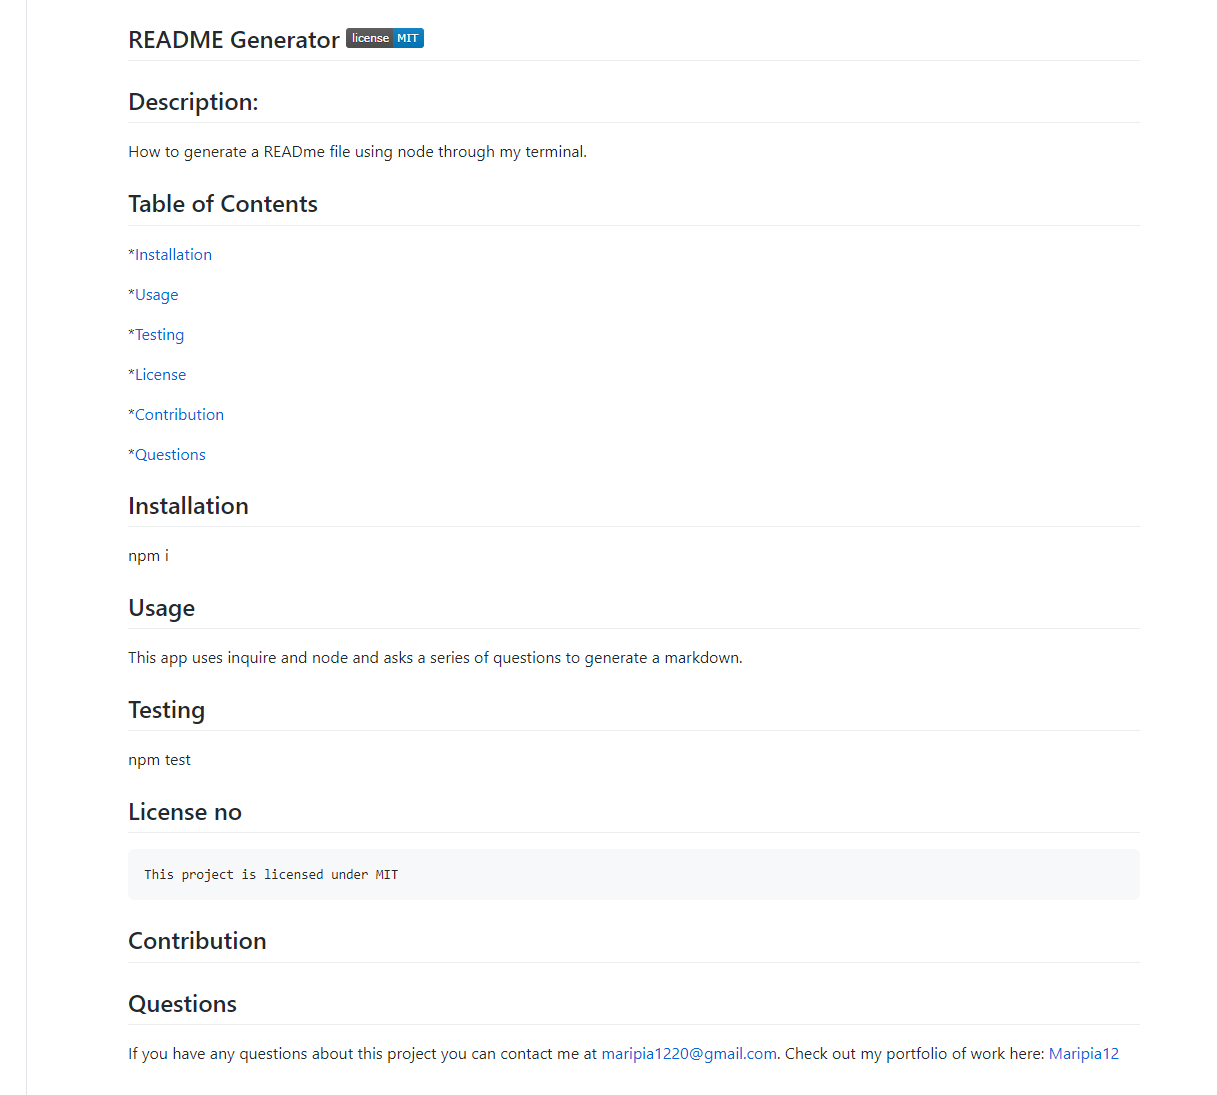 README Generator license MIT
Description:
How to generate a READme file using node through my terminal.
Table of Contents
*Installation
*Usage
*Testing
*License
*Contribution
*Questions
Installation
npm i
Usage
This app uses inquire and node and asks a series of questions to generate a markdown.
Testing
npm test
License no
This project is licensed under MIT
Contribution
Questions
If you have any questions about this project you can contact me at maripia1220@gmail.com. Check out my portfolio of work here: Maripia12